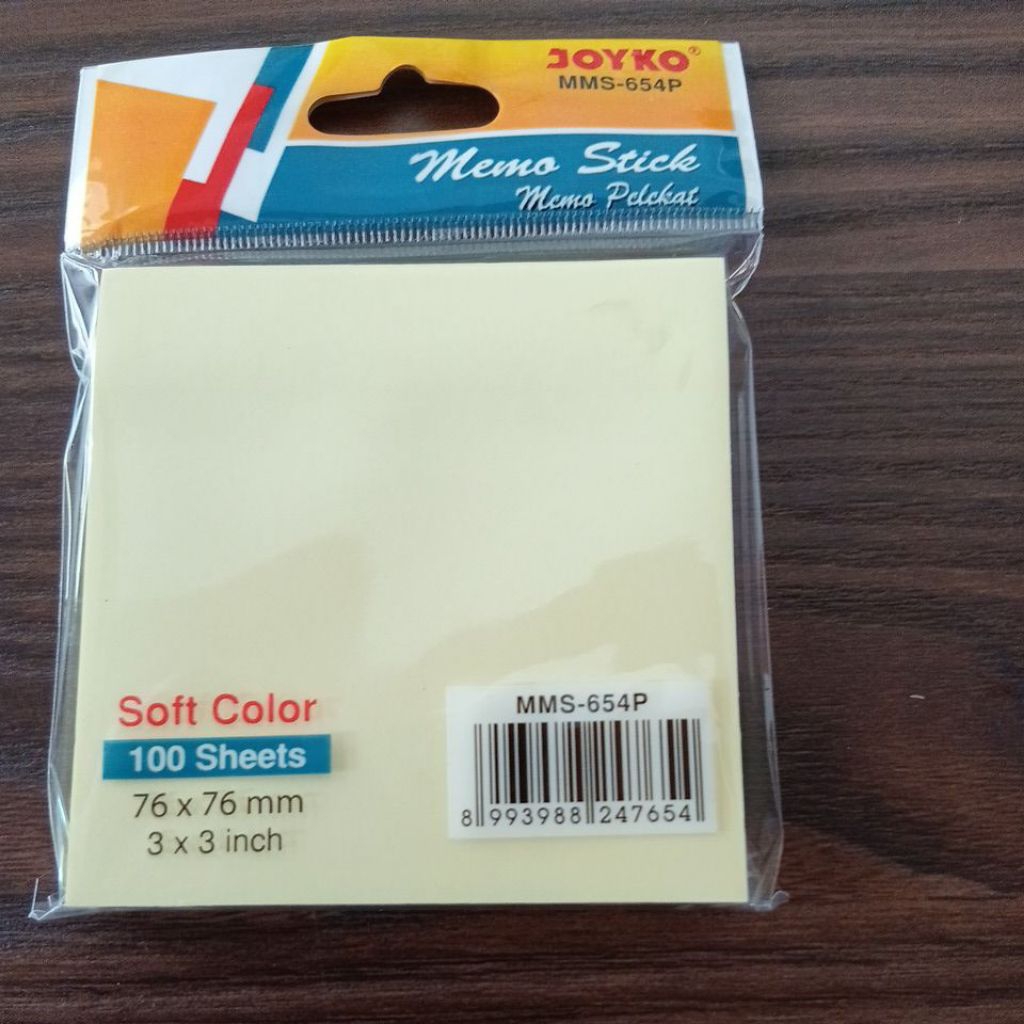 JOYKO®
MMS-654P
Memo Stick
Memo Pelekat
Soft Color
100 Sheets
76 x 76 mm
3 x 3 inch
MMS-654P
8 993988 247654